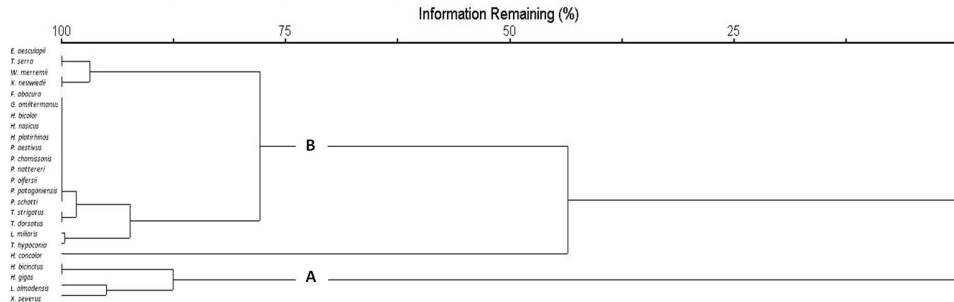 Information Remaining (%)
100 75 50 25
E. aesculapii
T. serra
W. merremii
X. neuwiedii
F. abacura
G. omiltermanus
H. bicolor
H. nasicus
H. platirhinos
P. aestivus
P. chamissonis
P. nattereri
P. olfersii
P. patagoniensis
P. schotti
T. strigatus
T. dorsatus
L. miliaris
T. hypoconia
H. concolor
H. bicinctus
H. gigas
L. almadensis
X. severus
B
A